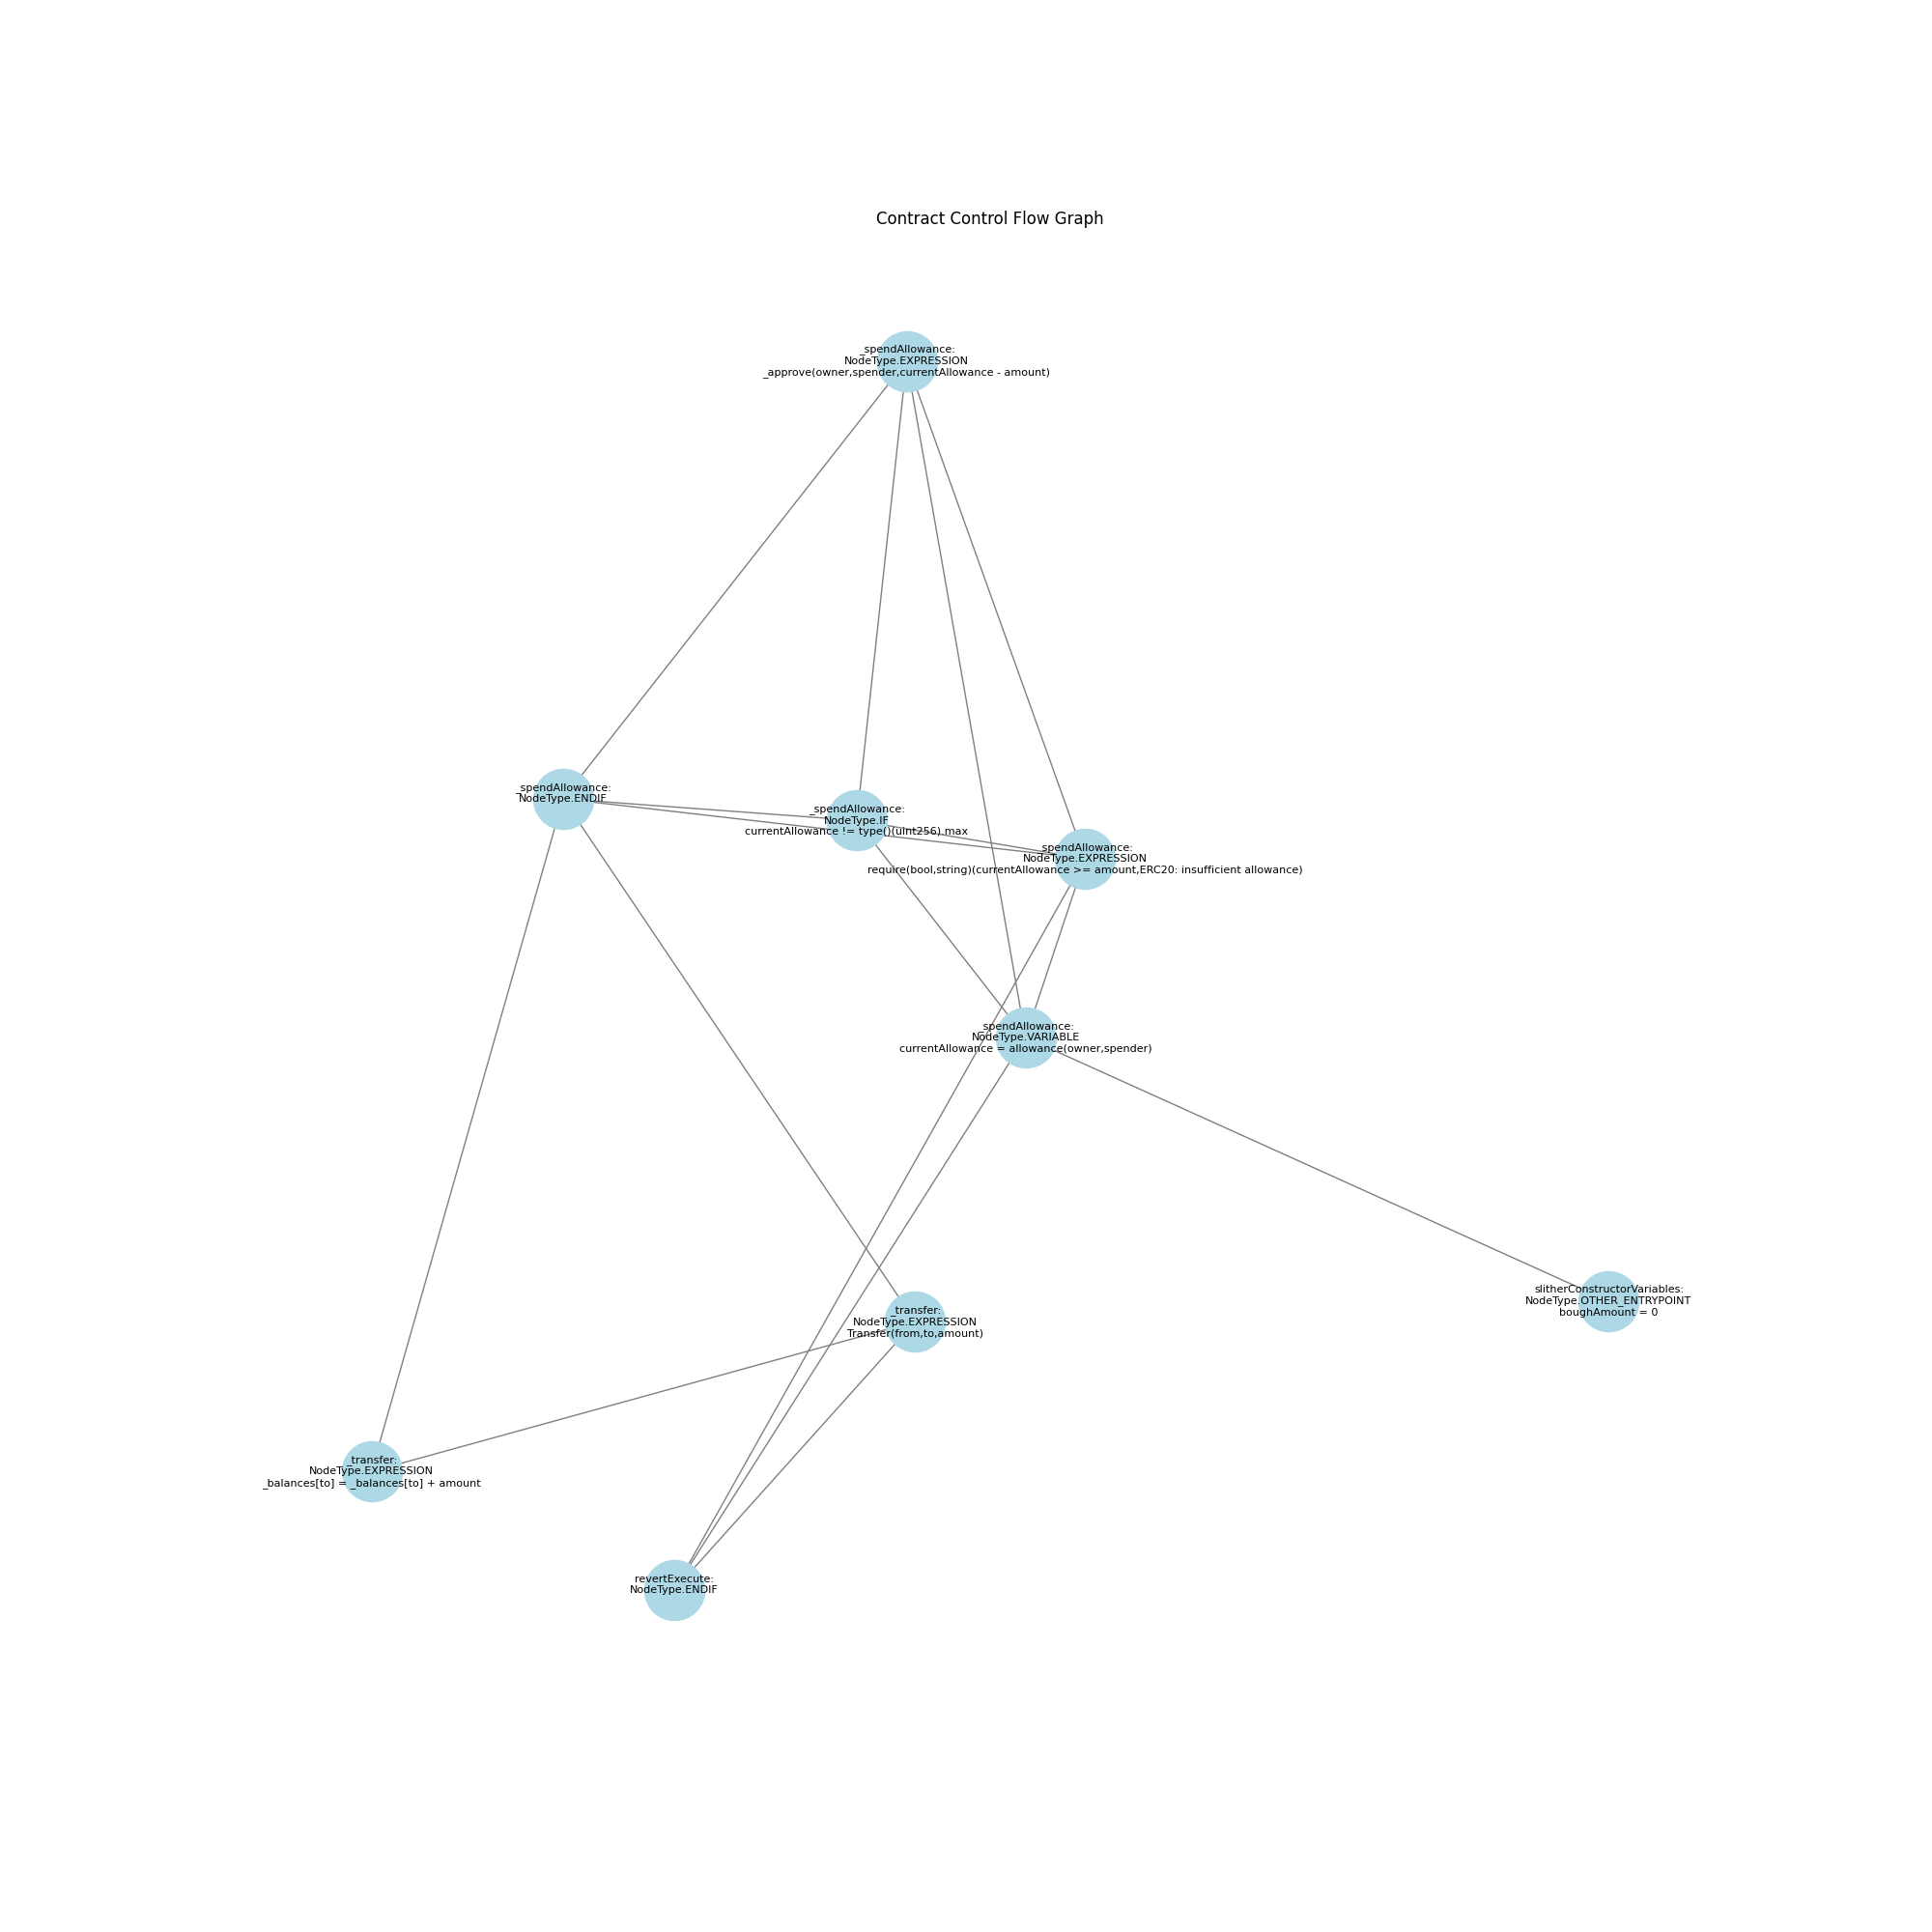 Contract Control Flow Graph
_spendAllowance:
NodeType.EXPRESSION
_approve(owner,spender,currentAllowance - amount)
_spendAllowance:
NodeType.ENDIF
_spendAllowance:
NodeType.IF
currentAllowance != type()(uint256).max
_spendAllowance:
NodeType.EXPRESSION
require(bool,string)(currentAllowance >= amount,ERC20: insufficient allowance)
_spendAllowance:
NodeType.VARIABLE
currentAllowance = allowance(owner,spender)
slitherConstructorVariables:
NodeType.OTHER_ENTRYPOINT
boughAmount = 0
_transfer:
NodeType.EXPRESSION
Transfer(from,to,amount)
_transfer:
NodeType.EXPRESSION
_balances[to] = _balances[to] + amount
revertExecute:
NodeType.ENDIF